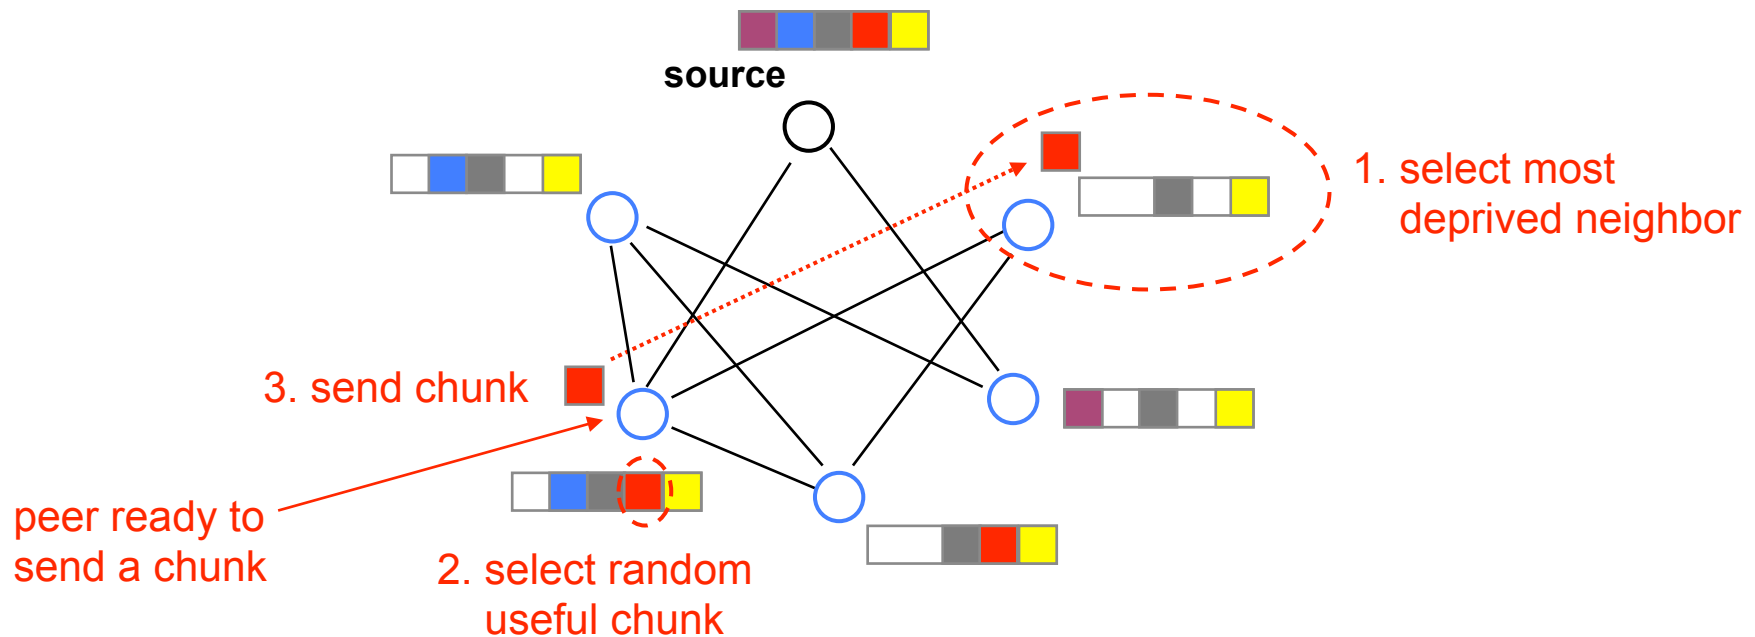 source
1. select most
deprived neighbor
3. send chunk
peer ready to
send a chunk
2. select random
useful chunk